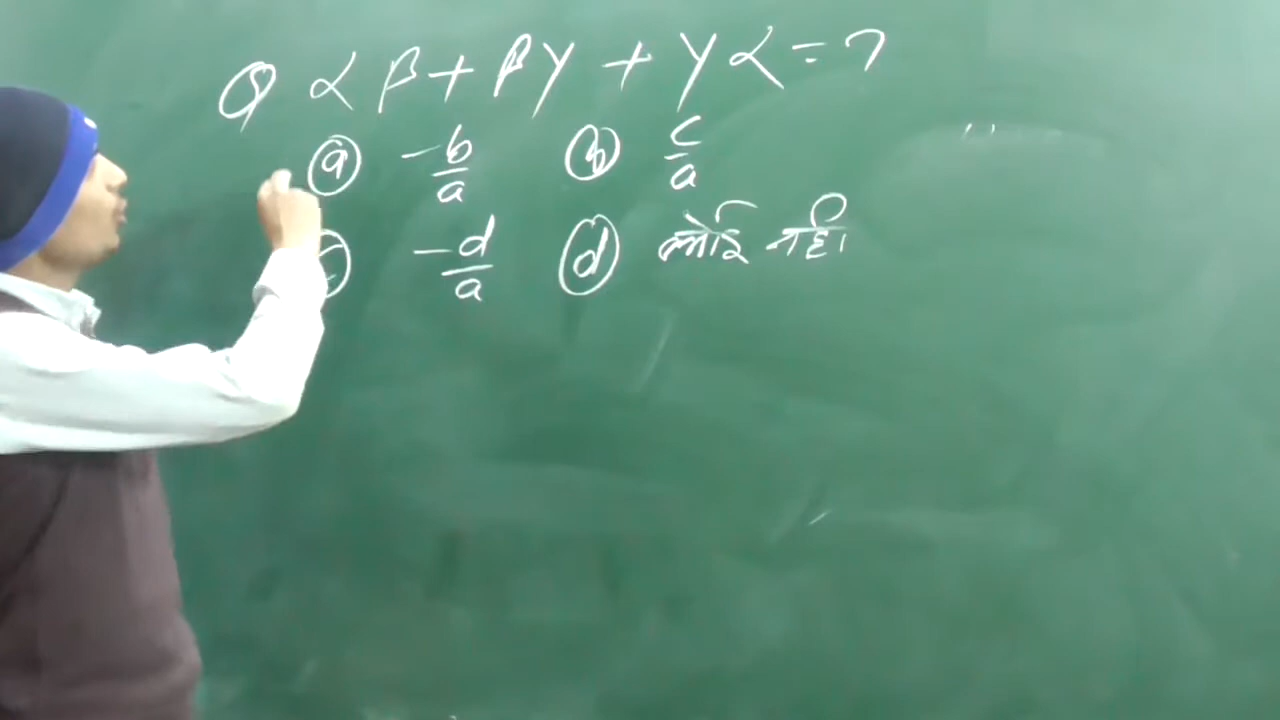 Q αβ + βγ + γα = ?
(a) -b/a (b) c/a
(c) -d/a (d) कोई नहीं